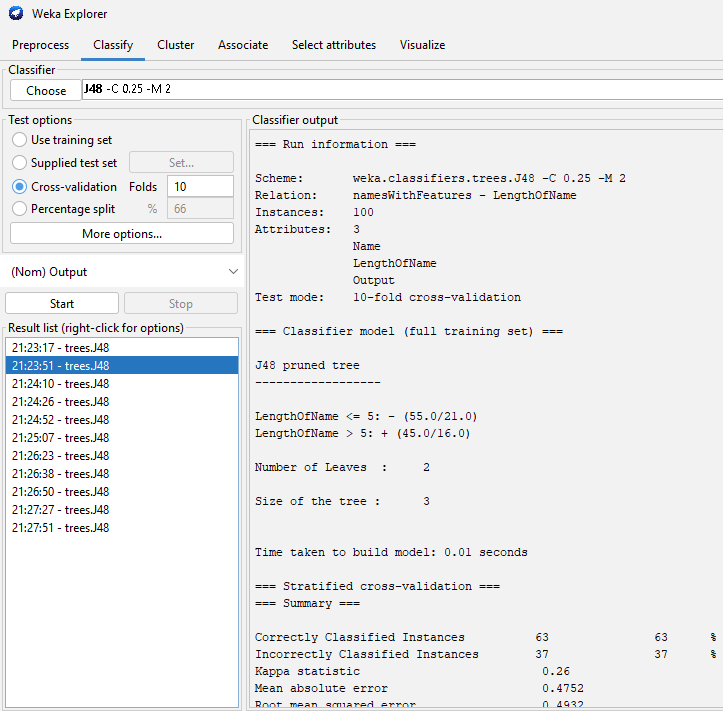 Weka Explorer
Preprocess Classify Cluster Associate Select attributes Visualize
Classifier
Choose J48 -C 0.25 -M 2
Test options
Use training set
Supplied test set Set...
Cross-validation Folds 10
Percentage split % 66
More options...
(Nom) Output
Start Stop
Result list (right-click for options)
21:23:17 - trees.J48
21:23:51 - trees.J48
21:24:10 - trees.J48
21:24:26 - trees.J48
21:24:52 - trees.J48
21:25:07 - trees.J48
21:26:23 - trees.J48
21:26:38 - trees.J48
21:26:50 - trees.J48
21:27:27 - trees.J48
21:27:51 - trees.J48
Classifier output
=== Run information ===
Scheme: weka.classifiers.trees.J48 -C 0.25 -M 2
Relation: namesWithFeatures - LengthOfName
Instances: 100
Attributes: 3
Name
LengthOfName
Output
Test mode: 10-fold cross-validation
=== Classifier model (full training set) ===
J48 pruned tree
------------------
LengthOfName <= 5: - (55.0/21.0)
LengthOfName > 5: + (45.0/16.0)
Number of Leaves : 2
Size of the tree : 3
Time taken to build model: 0.01 seconds
=== Stratified cross-validation ===
=== Summary ===
Correctly Classified Instances 63 63 %
Incorrectly Classified Instances 37 37 %
Kappa statistic 0.26
Mean absolute error 0.4752
Root mean squared error 0.4932